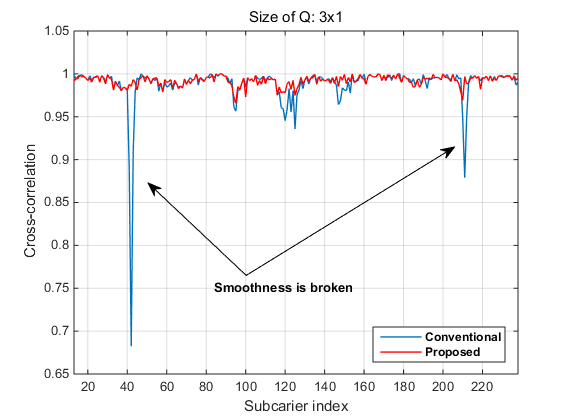 Size of Q: 3x1
Cross-correlation
1.05
1
0.95
0.9
0.85
0.8
0.75
0.7
0.65
Smoothness is broken
Conventional
Proposed
20 40 60 80 100 120 140 160 180 200 220
Subcarier index